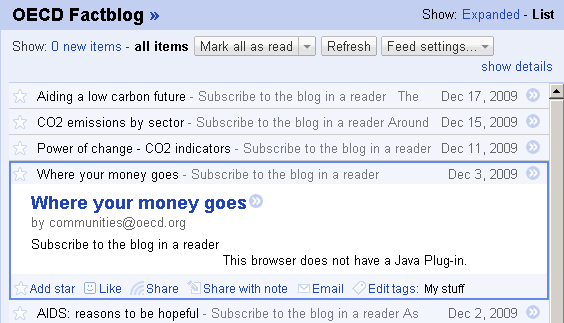 OECD Factblog » Show: Expanded - List
Show: 0 new items - all items Mark all as read Refresh Feed settings...
show details
Aiding a low carbon future - Subscribe to the blog in a reader The Dec 17, 2009
CO2 emissions by sector - Subscribe to the blog in a reader Around Dec 15, 2009
Power of change - CO2 indicators - Subscribe to the blog in a reader Dec 11, 2009
Where your money goes - Subscribe to the blog in a reader Dec 3, 2009
Where your money goes
by communities@oecd.org
Subscribe to the blog in a reader
This browser does not have a Java Plug-in.
Add star Like Share Share with note Email Edit tags: My stuff
AIDS: reasons to be hopeful - Subscribe to the blog in a reader As Dec 2, 2009